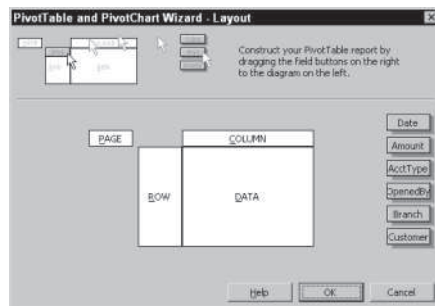 PivotTable and PivotChart Wizard - Layout
Construct your PivotTable report by
dragging the field buttons on the right
to the diagram on the left.
PAGE
COLUMN
ROW
DATA
Date
Amount
AcctType
OpenedBy
Branch
Customer
Help
OK
Cancel